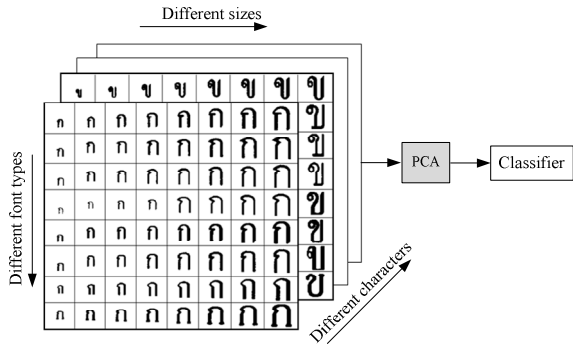 Different sizes
ข ข ข ข ข ข ข ข
ก ก ก ก ก ก ก ก ข
ก ก ก ก ก ก ก ก ข
ก ก ก ก ก ก ก ก ข
ก ก ก ก ก ก ก ก ข
ก ก ก ก ก ก ก ก ข
ก ก ก ก ก ก ก ก ข
ก ก ก ก ก ก ก ก ข
ก ก ก ก ก ก ก ก
Different font types
Different characters
PCA
Classifier